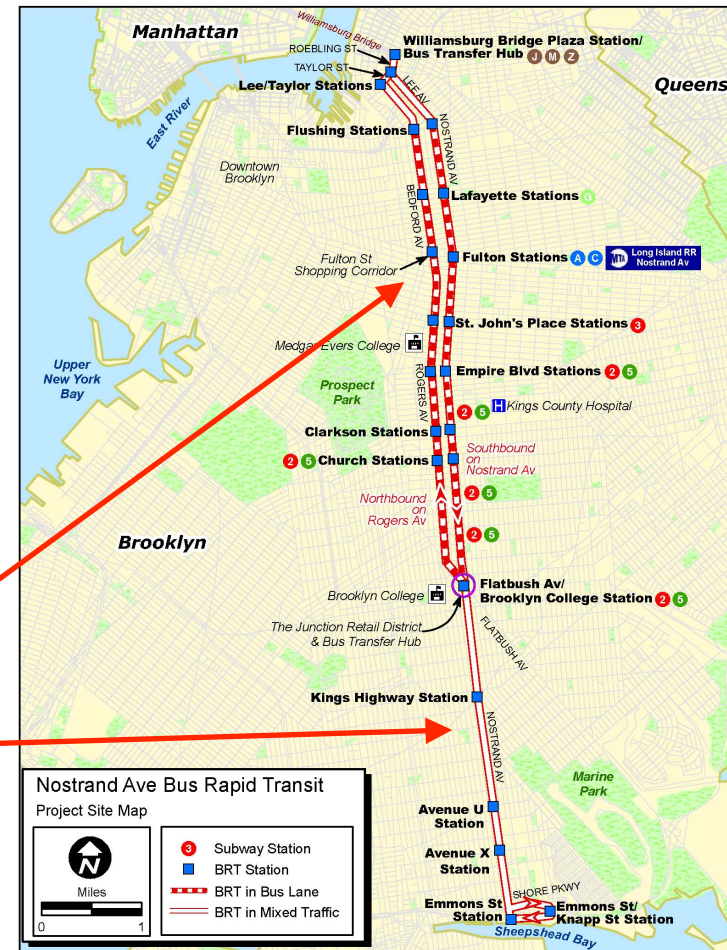 Manhattan
Williamsburg Bridge
ROEBLING ST
Williamsburg Bridge Plaza Station/
Bus Transfer Hub J M Z
TAYLOR ST
Lee/Taylor Stations
LEE AV
Queens
East River
Flushing Stations
NOSTRAND AV
Downtown
Brooklyn
BEDFORD AV
Lafayette Stations G
Fulton St
Shopping Corridor
Fulton Stations A C MTA Long Island RR
Nostrand Av
St. John's Place Stations 3
Medgar Evers College
Upper
New York
Bay
Prospect
Park
ROGERS AV
Empire Blvd Stations 2 5
2 5 H Kings County Hospital
Clarkson Stations
2 5 Church Stations
Southbound
on
Nostrand Av
Northbound
on
Rogers Av
2 5
2 5
Brooklyn
Brooklyn College
Flatbush Av/
Brooklyn College Station 2 5
The Junction Retail District
& Bus Transfer Hub
FLATBUSH AV
Kings Highway Station
NOSTRAND AV
Marine
Park
Avenue U
Station
Avenue X
Station
SHORE PKWY
Emmons St
Station
Emmons St/
Knapp St Station
Sheepshead Bay
Nostrand Ave Bus Rapid Transit
Project Site Map
N
Miles
0 1
3 Subway Station
BRT Station
BRT in Bus Lane
BRT in Mixed Traffic